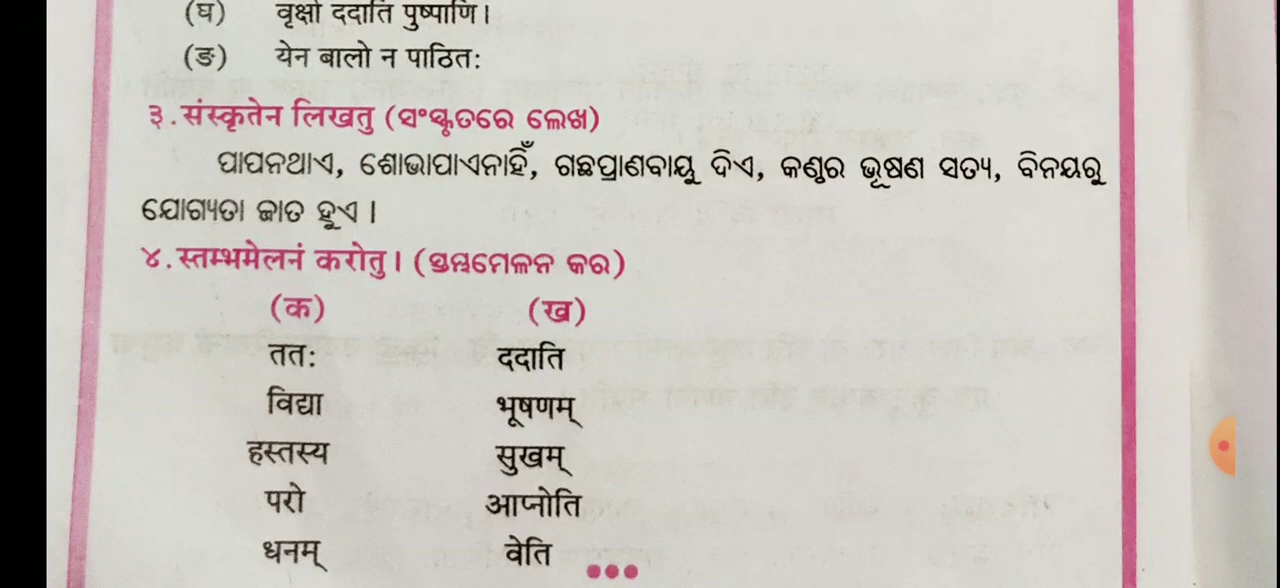 (घ) वृक्षो ददाति पुष्पाणि।
(ङ) येन बालो न पाठितः
३. संस्कृतेन लिखतु (ସଂସ୍କୃତରେ ଲେଖ)
ପାପନଥାଏ, ଶୋଭାପାଏନାହିଁ, ଗଛପ୍ରାଣବାୟୁ ଦିଏ, କଣ୍ଠର ଭୂଷଣ ସତ୍ୟ, ବିନୟରୁ
ଯୋଗ୍ୟତା ଜାତ ହୁଏ ।
४. स्तम्भमेलनं करोतु। (ସ୍ତମ୍ଭମେଳନ କର)
(क) (ख)
ततः ददाति
विद्या भूषणम्
हस्तस्य सुखम्
परो आप्नोति
धनम् वेति